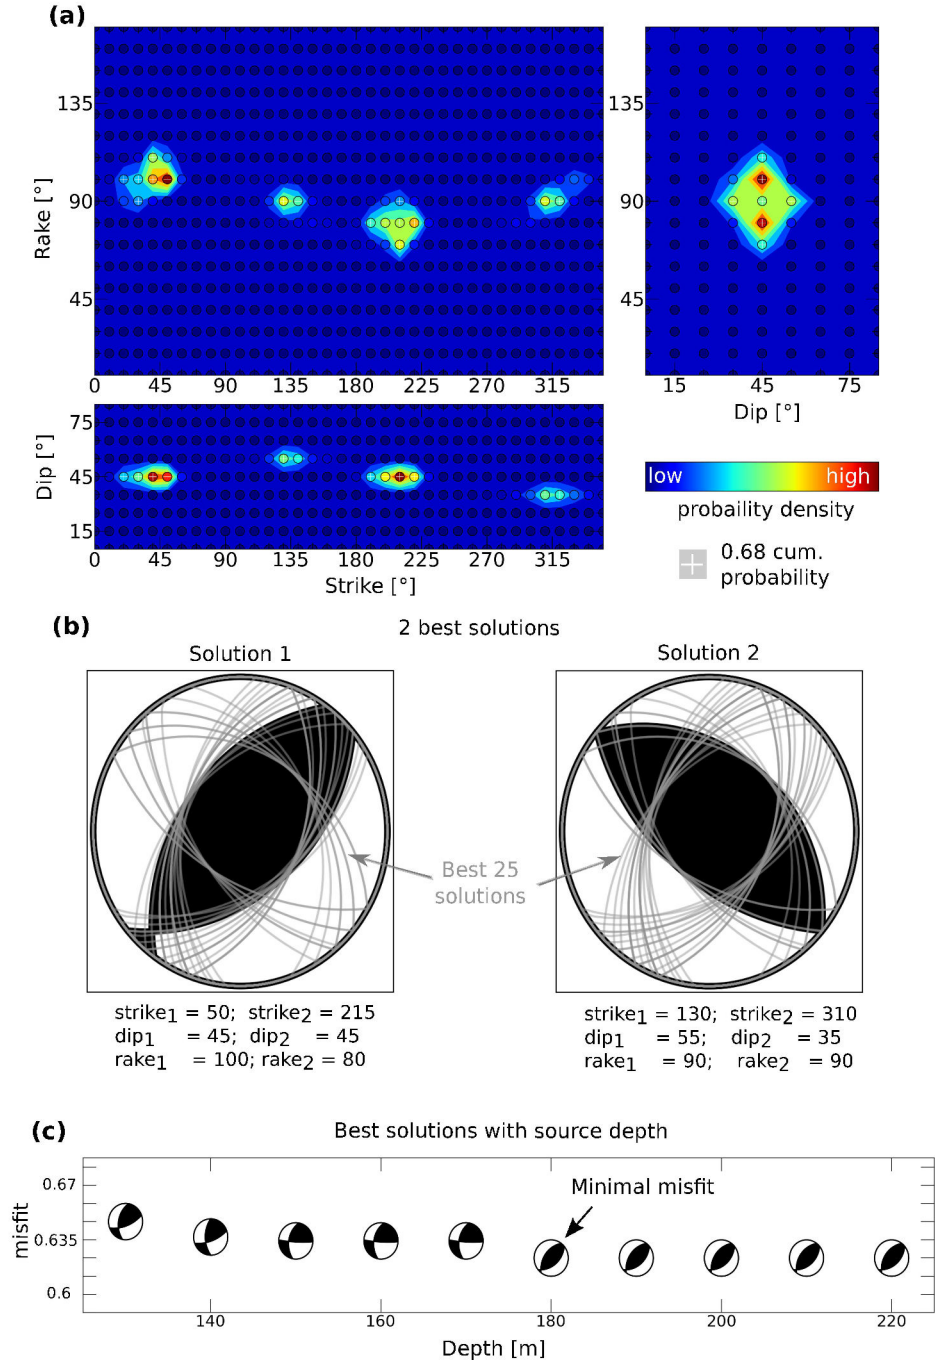 (a)
135
90
45
Rake [°]
0 45 90 135 180 225 270 315
135
90
45
15 45 75
Dip [°]
75
45
15
Dip [°]
0 45 90 135 180 225 270 315
Strike [°]
low high
probaility density
0.68 cum.
probability
(b)
2 best solutions
Solution 1
Solution 2
Best 25
solutions
strike1 = 50; strike2 = 215
dip1 = 45; dip2 = 45
rake1 = 100; rake2 = 80
strike1 = 130; strike2 = 310
dip1 = 55; dip2 = 35
rake1 = 90; rake2 = 90
(c)
Best solutions with source depth
misfit
0.67
0.635
0.6
Minimal misfit
140 160 180 200 220
Depth [m]